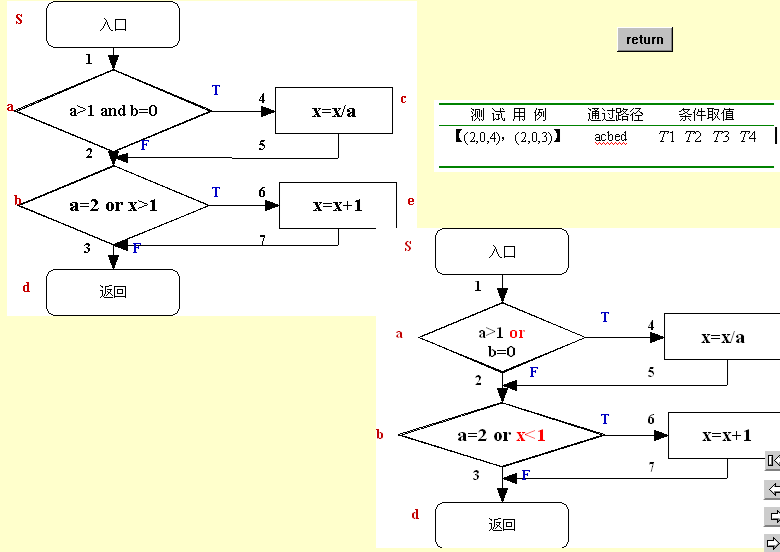 S
入口
1
a
a>1 and b=0
T
4
x=x/a
c
2
F
5
b
a=2 or x>1
T
6
x=x+1
e
3
F
7
d
返回
return
测 试 用 例 通过路径 条件取值
【(2,0,4)，(2,0,3)】 acbed T1 T2 T3 T4
S
入口
1
a
a>1 or
b=0
T
4
x=x/a
2
F
5
b
a=2 or x<1
T
6
x=x+1
3
F
7
d
返回